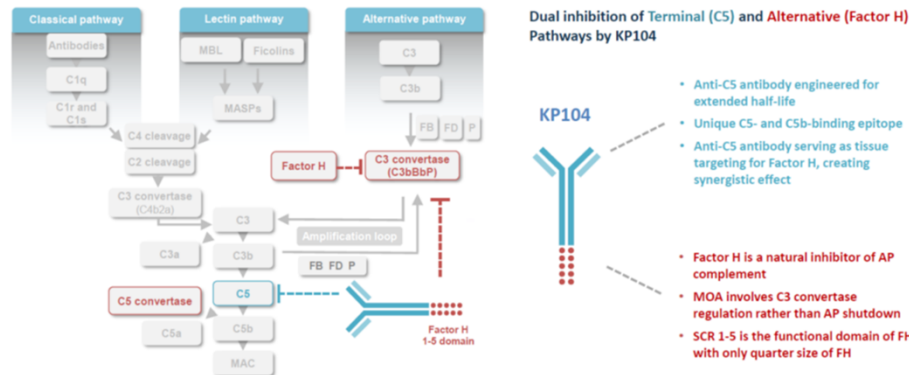 Classical pathway
Lectin pathway
Alternative pathway
Dual inhibition of Terminal (C5) and Alternative (Factor H)
Pathways by KP104
Antibodies
C1q
C1r and
C1s
MBL
Ficolins
MASPs
C3
C3b
FB
FD
P
C4 cleavage
C2 cleavage
C3 convertase
(C4b2a)
Factor H
C3 convertase
(C3bBbP)
C3
Amplification loop
C3a
C3b
FB FD P
C5 convertase
C5
C5a
C5b
MAC
Factor H
1-5 domain
KP104
• Anti-C5 antibody engineered for
extended half-life
• Unique C5- and C5b-binding epitope
• Anti-C5 antibody serving as tissue
targeting for Factor H, creating
synergistic effect
• Factor H is a natural inhibitor of AP
complement
• MOA involves C3 convertase
regulation rather than AP shutdown
• SCR 1-5 is the functional domain of FH
with only quarter size of FH